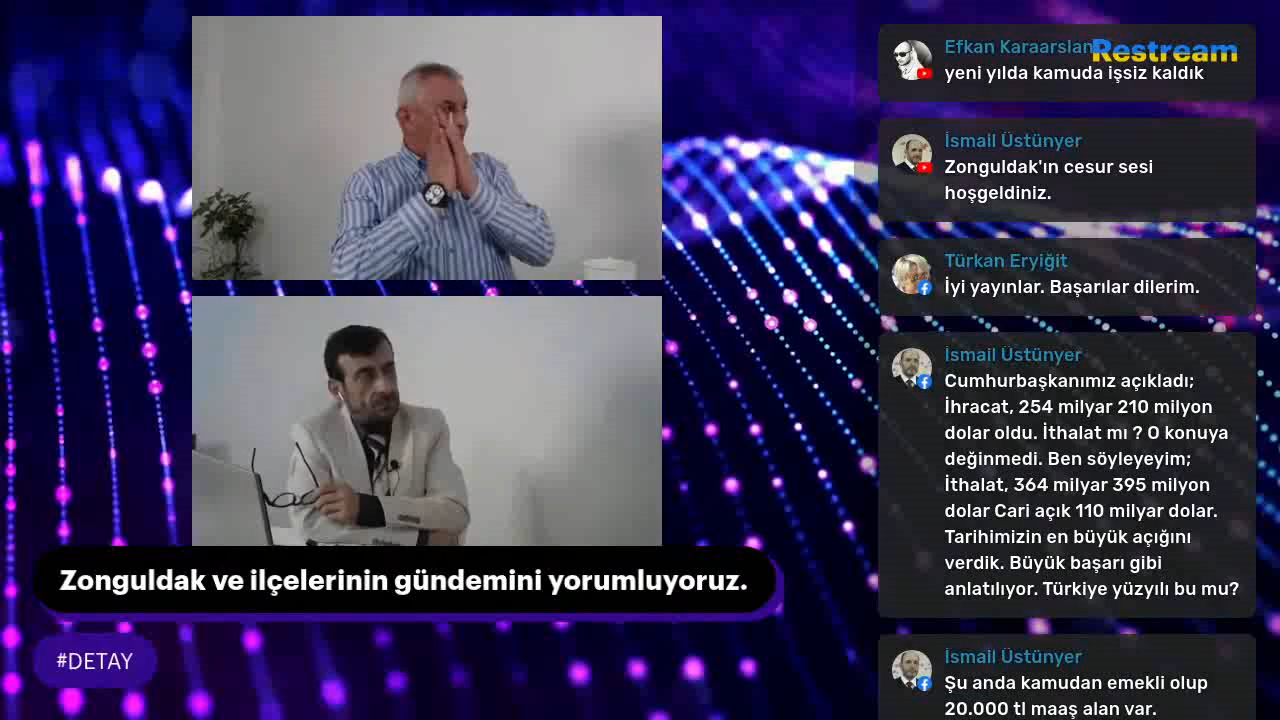 Efkan Karaarslan
Restream
yeni yılda kamuda işsiz kaldık
İsmail Üstünyer
Zonguldak'ın cesur sesi
hoşgeldiniz.
Türkan Eryiğit
İyi yayınlar. Başarılar dilerim.
İsmail Üstünyer
Cumhurbaşkanımız açıkladı;
İhracat, 254 milyar 210 milyon
dolar oldu. İthalat mı ? O konuya
değinmedi. Ben söyleyeyim;
İthalat, 364 milyar 395 milyon
dolar Cari açık 110 milyar dolar.
Tarihimizin en büyük açığını
verdik. Büyük başarı gibi
anlatılıyor. Türkiye yüzyılı bu mu?
İsmail Üstünyer
Şu anda kamudan emekli olup
20.000 tl maaş alan var.
Zonguldak ve ilçelerinin gündemini yorumluyoruz.
#DETAY